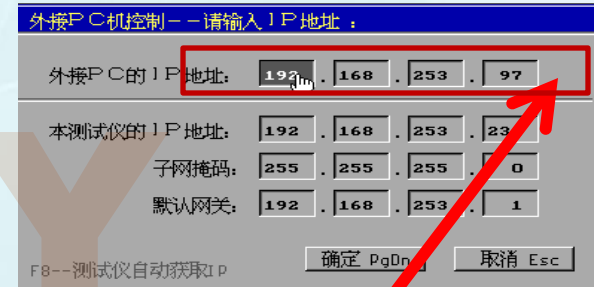 外接PC机控制--请输入IP地址：
外接PC的IP地址： 192 . 168 . 253 . 97
本测试仪的IP地址： 192 . 168 . 253 . 23
子网掩码： 255 . 255 . 255 . 0
默认网关： 192 . 168 . 253 . 1
F8--测试仪自动获取IP 确定 PgDn 取消 Esc